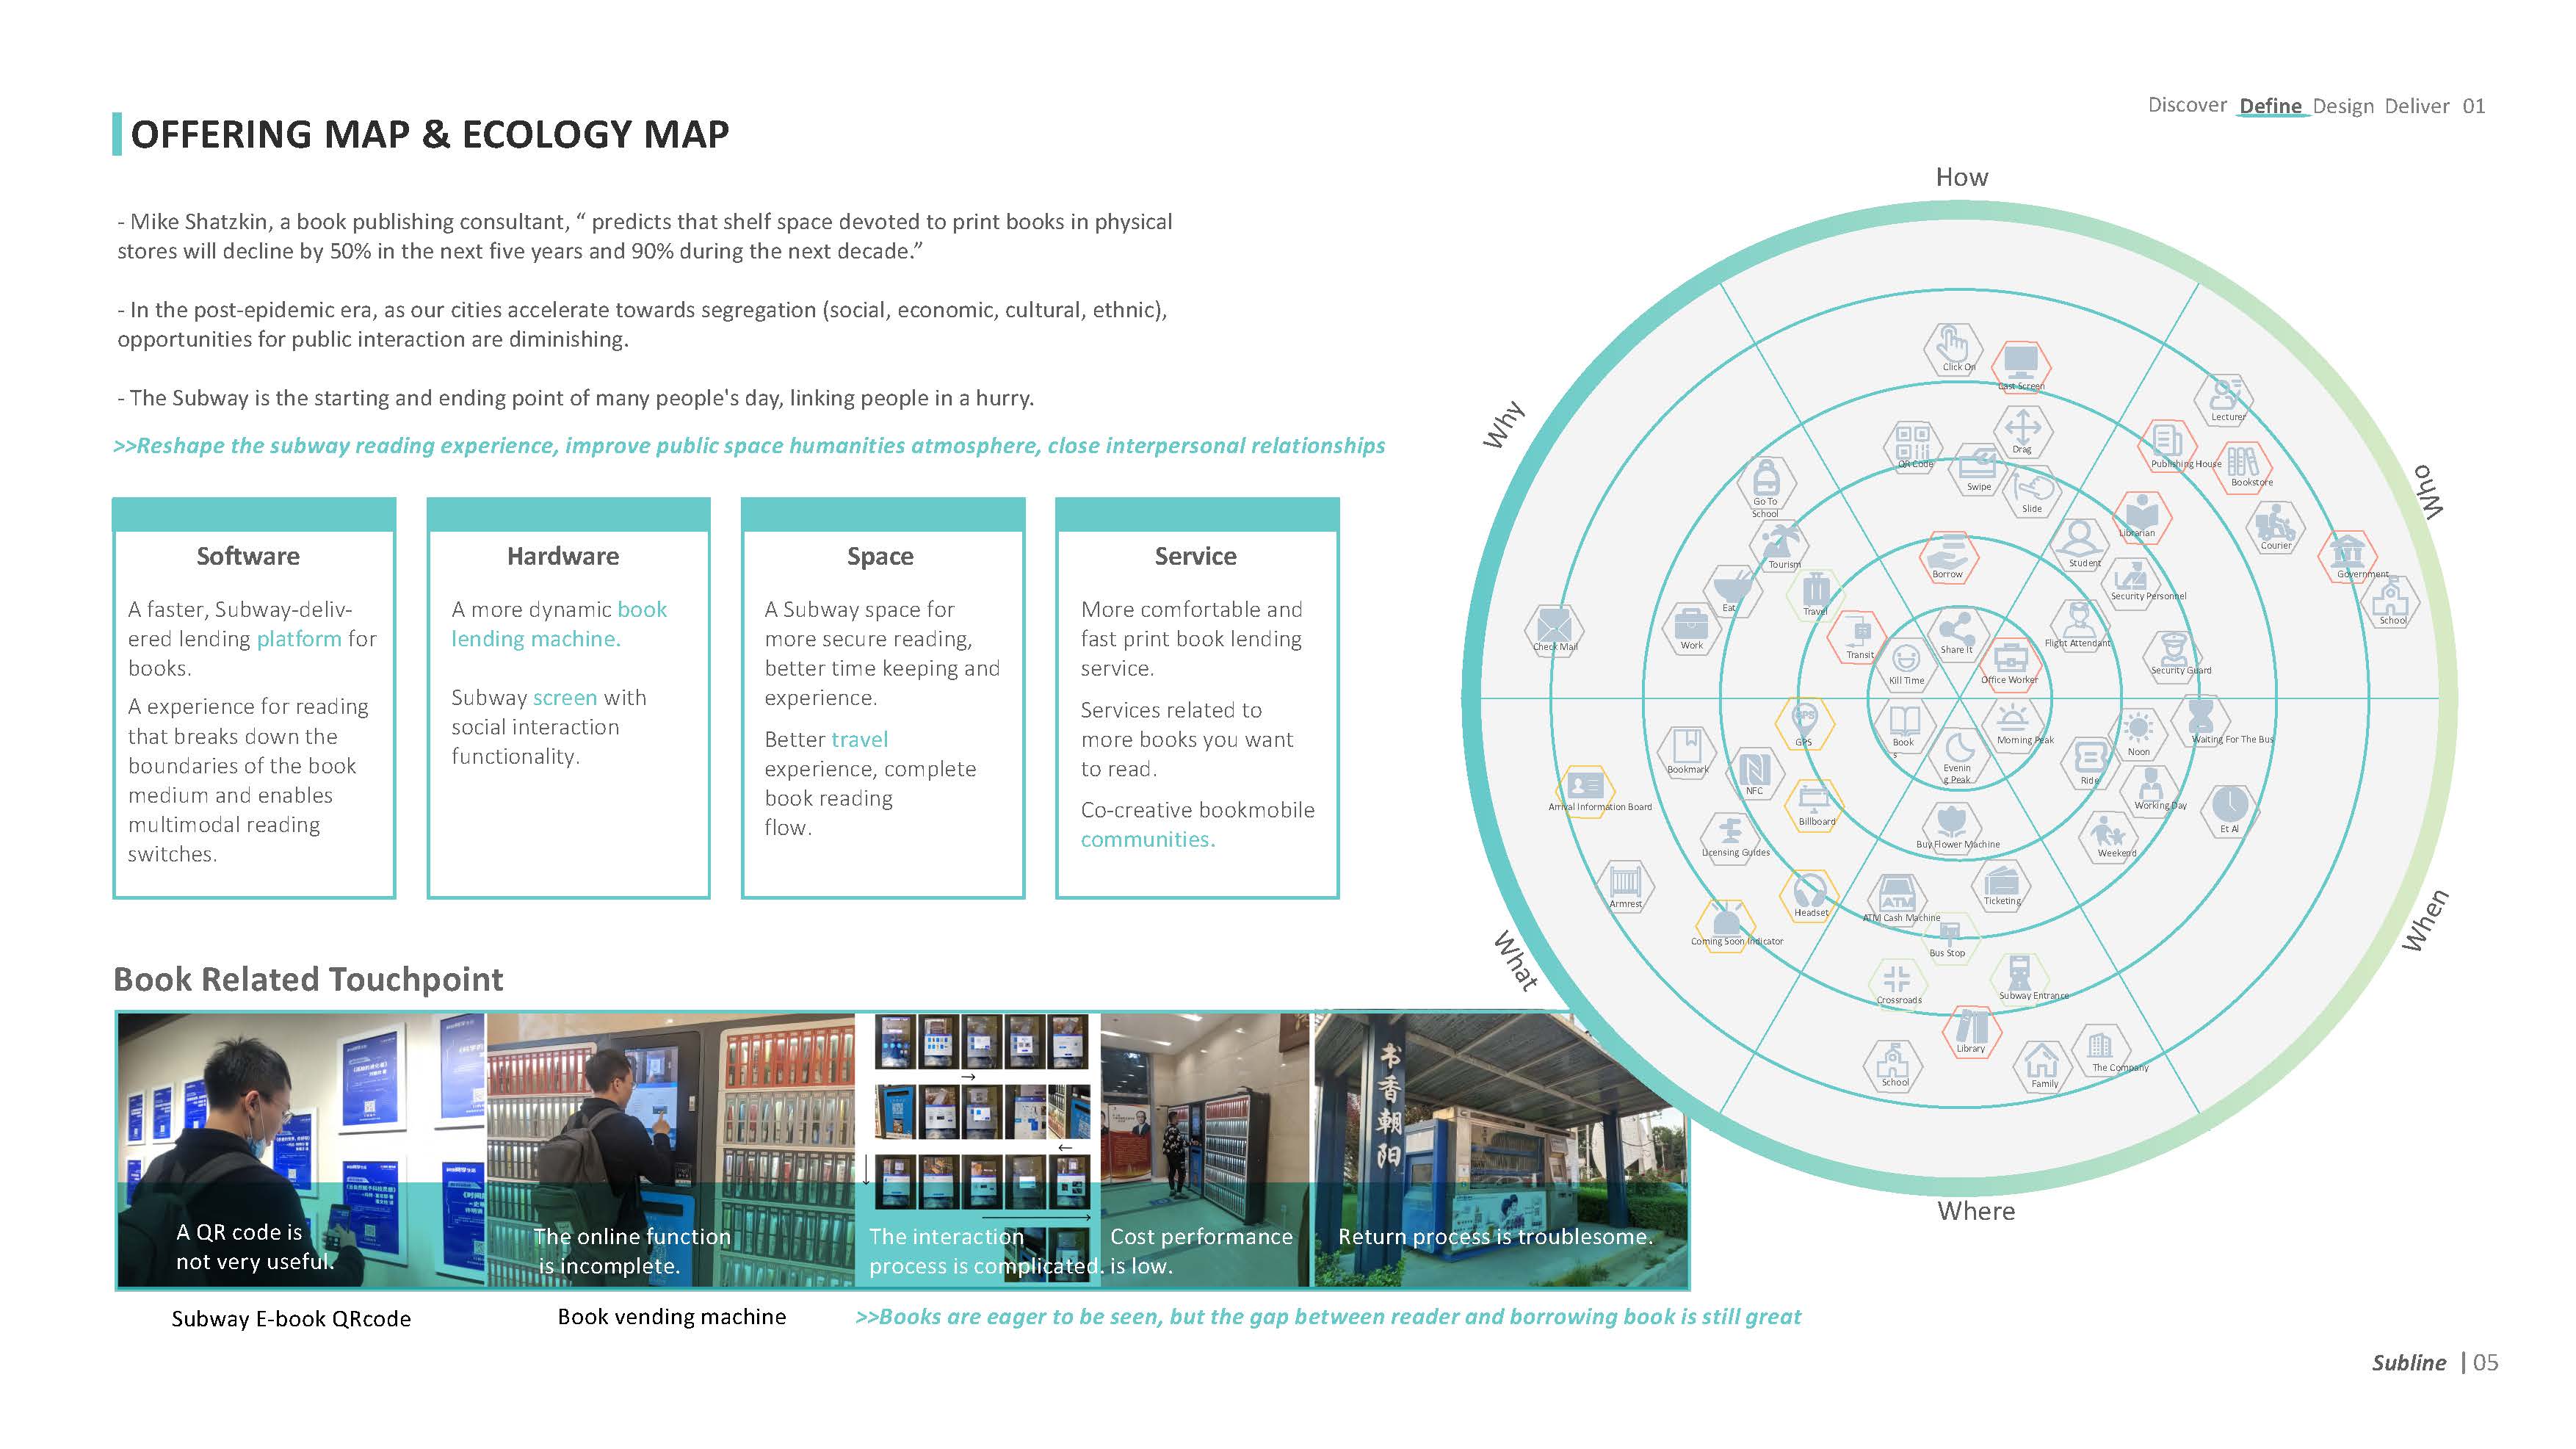 Discover Define Design Deliver 01
OFFERING MAP & ECOLOGY MAP
- Mike Shatzkin, a book publishing consultant, “ predicts that shelf space devoted to print books in physical
stores will decline by 50% in the next five years and 90% during the next decade.”
- In the post-epidemic era, as our cities accelerate towards segregation (social, economic, cultural, ethnic),
opportunities for public interaction are diminishing.
- The Subway is the starting and ending point of many people's day, linking people in a hurry.
>>Reshape the subway reading experience, improve public space humanities atmosphere, close interpersonal relationships
Software
A faster, Subway-deliv-
ered lending platform for
books.
A experience for reading
that breaks down the
boundaries of the book
medium and enables
multimodal reading
switches.
Hardware
A more dynamic book
lending machine.
Subway screen with
social interaction
functionality.
Space
A Subway space for
more secure reading,
better time keeping and
experience.
Better travel
experience, complete
book reading
flow.
Service
More comfortable and
fast print book lending
service.
Services related to
more books you want
to read.
Co-creative bookmobile
communities.
How
Click On
Cast Screen
Drag
QR Code
Swipe
Slide
Borrow
Share It
Who
Lecturer
Publishing House
Bookstore
Librarian
Courier
Student
Government
Security Personnel
School
Flight Attendant
Security Guard
Office Worker
Why
Go To
School
Tourism
Eat
Travel
Check Mail
Work
Transit
Kill Time
What
GPS
GPS
Book
s
Bookmark
NFC
Arrival Information Board
Billboard
Licensing Guides
Armrest
Headset
Coming Soon Indicator
When
Morning Peak
Waiting For The Bus
Noon
Evenin
g Peak
Ride
Working Day
Et Al
Weekend
Where
Buy Flower Machine
Ticketing
ATM
ATM Cash Machine
Bus Stop
Crossroads
Subway Entrance
Library
The Company
School
Family
Book Related Touchpoint
书香朝阳
A QR code is
not very useful.
The online function
is incomplete.
The interaction
process is complicated.
Cost performance
is low.
Return process is troublesome.
Subway E-book QRcode
Book vending machine
>>Books are eager to be seen, but the gap between reader and borrowing book is still great
Subline | 05